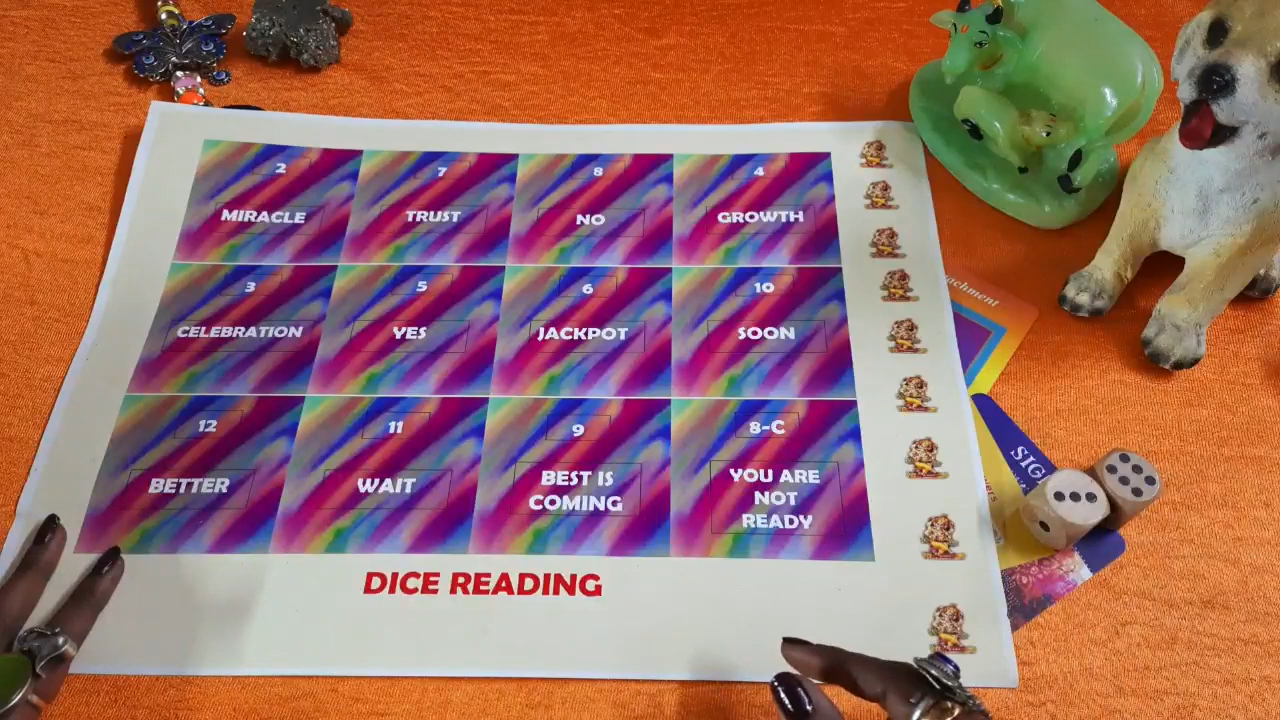 2
MIRACLE
7
TRUST
8
NO
4
GROWTH
3
CELEBRATION
5
YES
6
JACKPOT
10
SOON
12
BETTER
11
WAIT
9
BEST IS
COMING
8-C
YOU ARE
NOT
READY
DICE READING